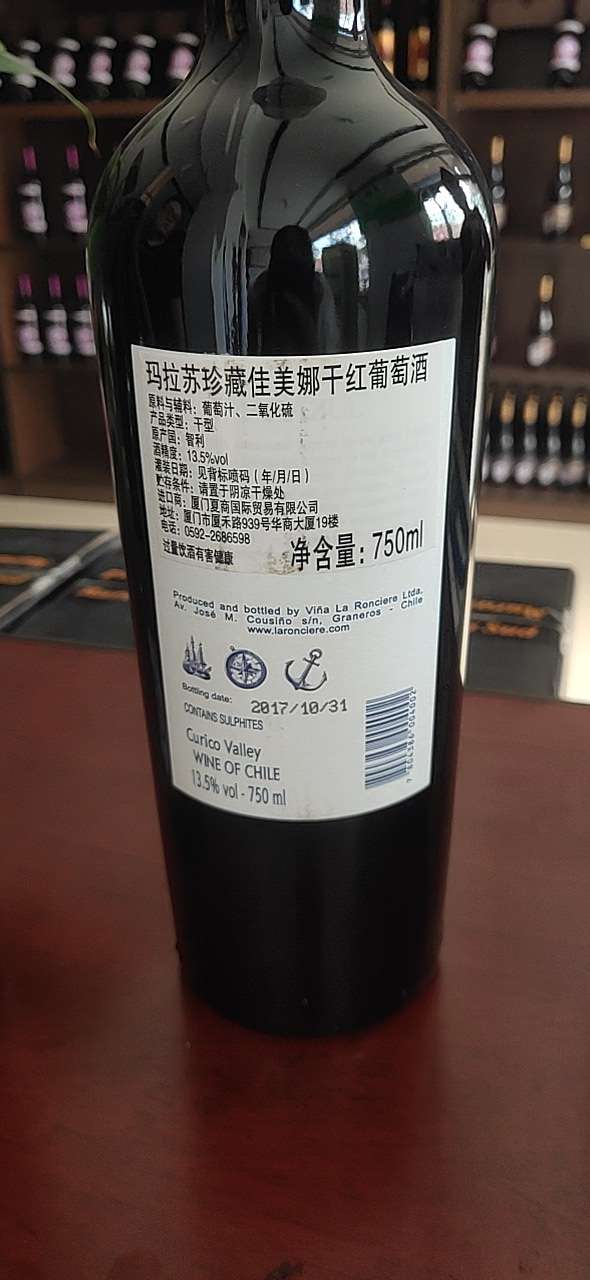 玛拉苏珍藏佳美娜干红葡萄酒
原料与辅料：葡萄汁、二氧化硫
产品类型：干型
原产国：智利
酒精度：13.5%vol
灌装日期：见背标喷码（年/月/日）
贮存条件：请置于阴凉干燥处
进口商：厦门夏商国际贸易有限公司
地址：厦门市厦禾路939号华商大厦19楼
电话：0592-2686598
过量饮酒有害健康
净含量：750ml
Produced and bottled by Viña La Ronciere Ltda,
Av. José M. Cousiño s/n, Graneros - Chile
www.laronciere.com
Bottling date: 2017/10/31
CONTAINS SULPHITES
Curico Valley
WINE OF CHILE
13.5% vol - 750 ml
7 804386 004002